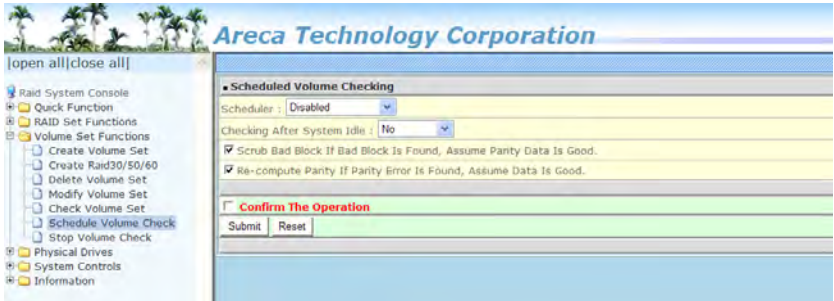 Areca Technology Corporation
|open all|close all|
Raid System Console
Quick Function
RAID Set Functions
Volume Set Functions
Create Volume Set
Create Raid30/50/60
Delete Volume Set
Modify Volume Set
Check Volume Set
Schedule Volume Check
Stop Volume Check
Physical Drives
System Controls
Information
Scheduled Volume Checking
Scheduler : Disabled
Checking After System Idle : No
Scrub Bad Block If Bad Block Is Found, Assume Parity Data Is Good.
Re-compute Parity If Parity Error Is Found, Assume Data Is Good.
Confirm The Operation
Submit Reset